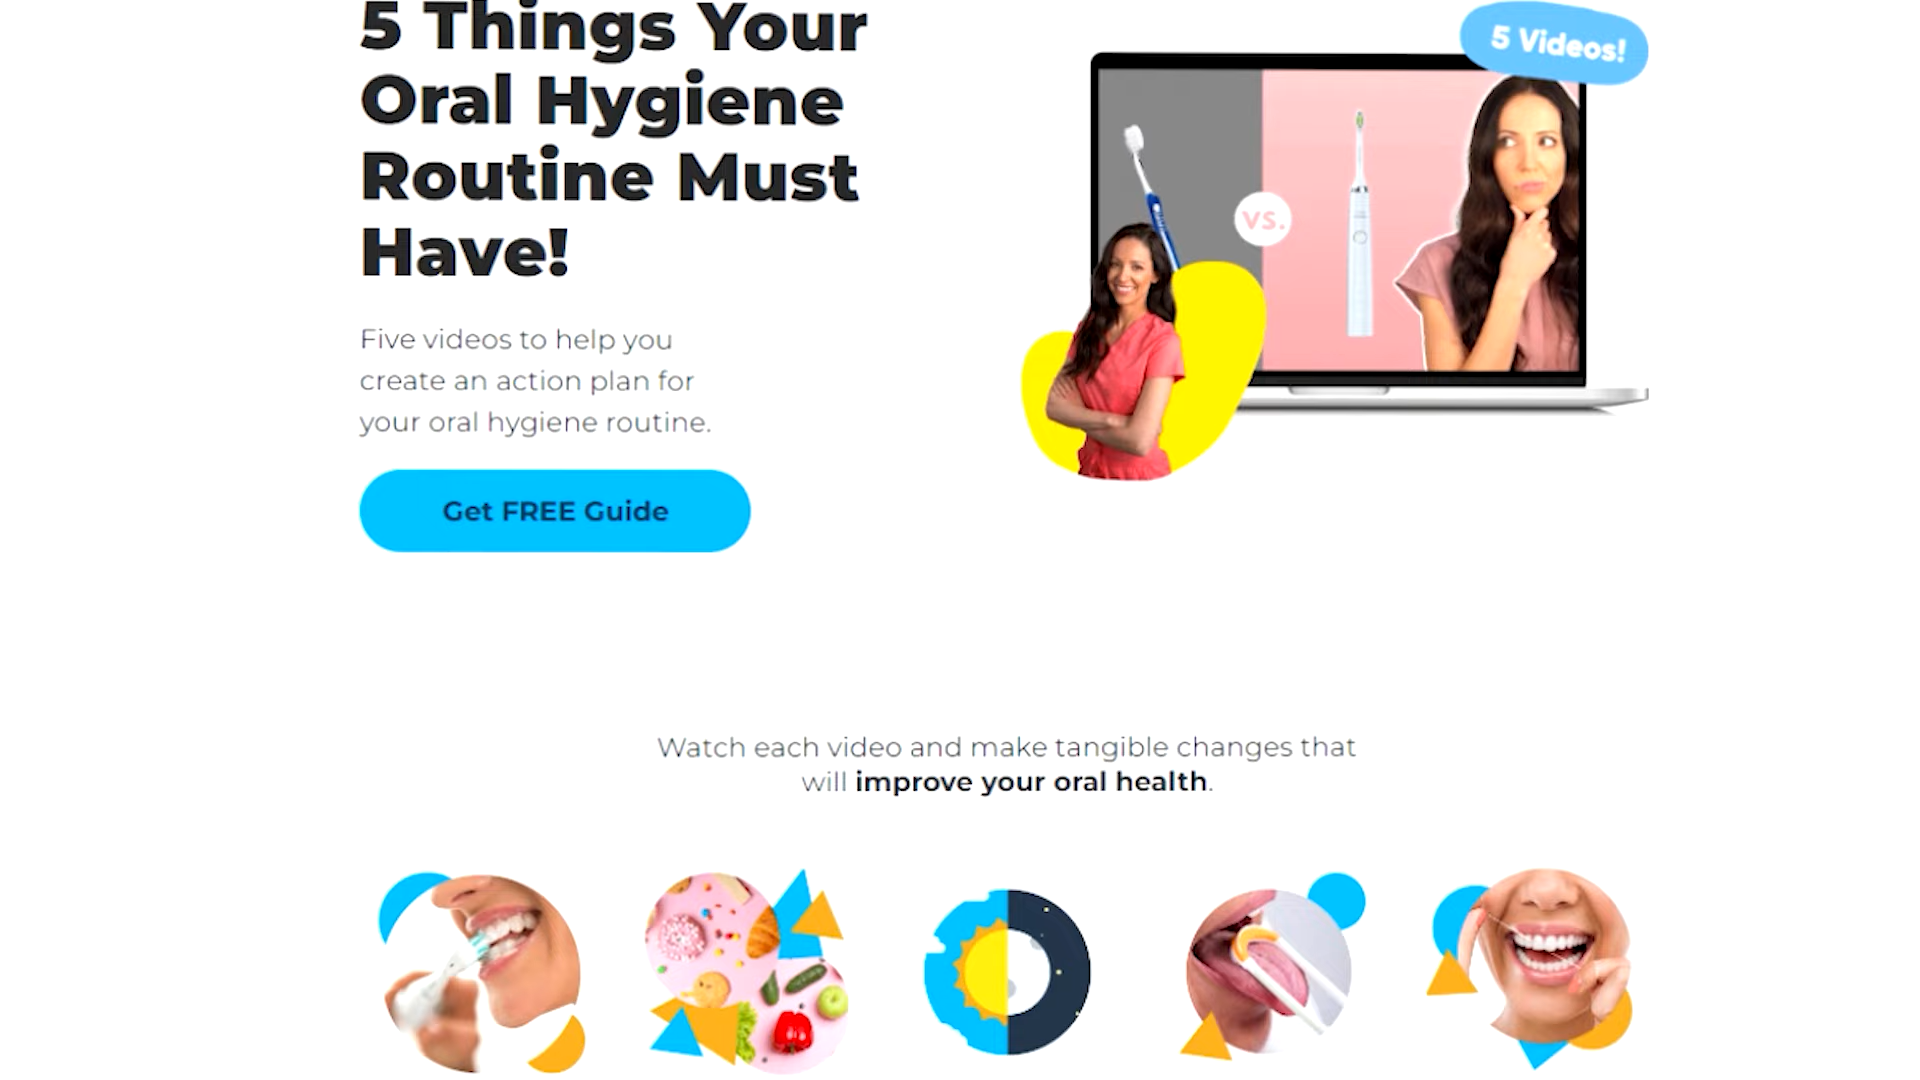 5 Things Your
Oral Hygiene
Routine Must
Have!
5 Videos!
vs.
Five videos to help you
create an action plan for
your oral hygiene routine.
Get FREE Guide
Watch each video and make tangible changes that
will improve your oral health.